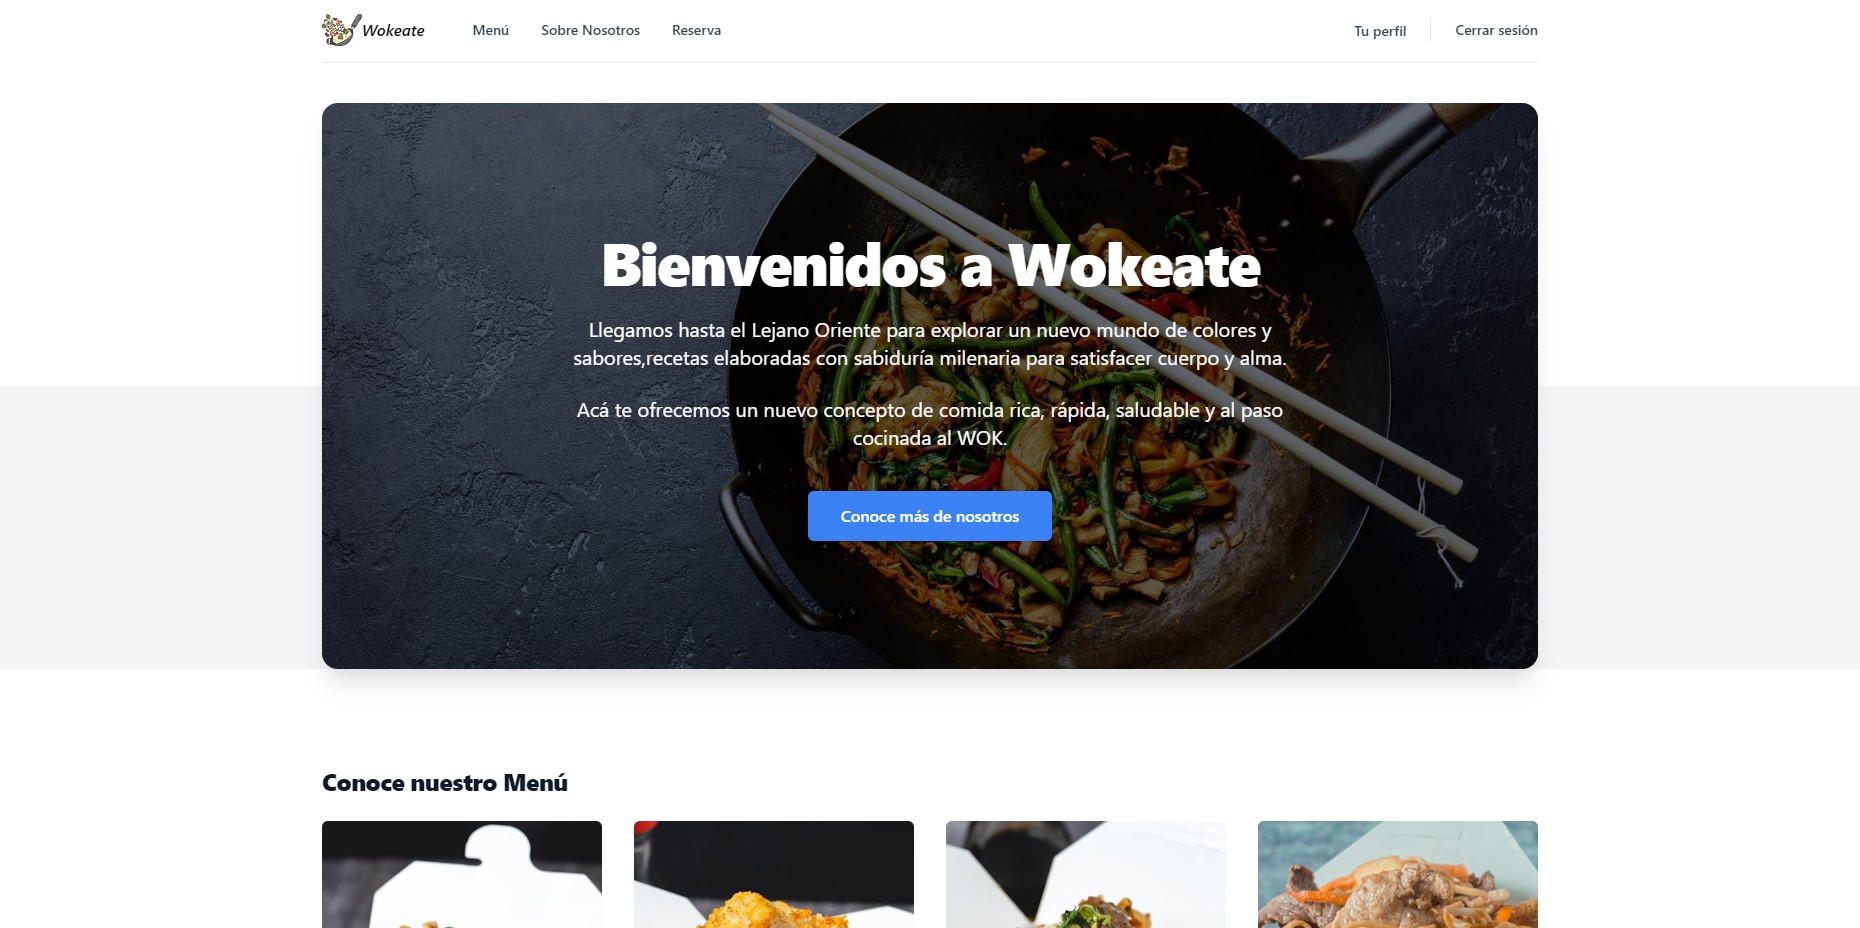 Wokeate
Menú
Sobre Nosotros
Reserva
Tu perfil
Cerrar sesión
Bienvenidos a Wokeate
Llegamos hasta el Lejano Oriente para explorar un nuevo mundo de colores y
sabores,recetas elaboradas con sabiduría milenaria para satisfacer cuerpo y alma.
Acá te ofrecemos un nuevo concepto de comida rica, rápida, saludable y al paso
cocinada al WOK.
Conoce más de nosotros
Conoce nuestro Menú